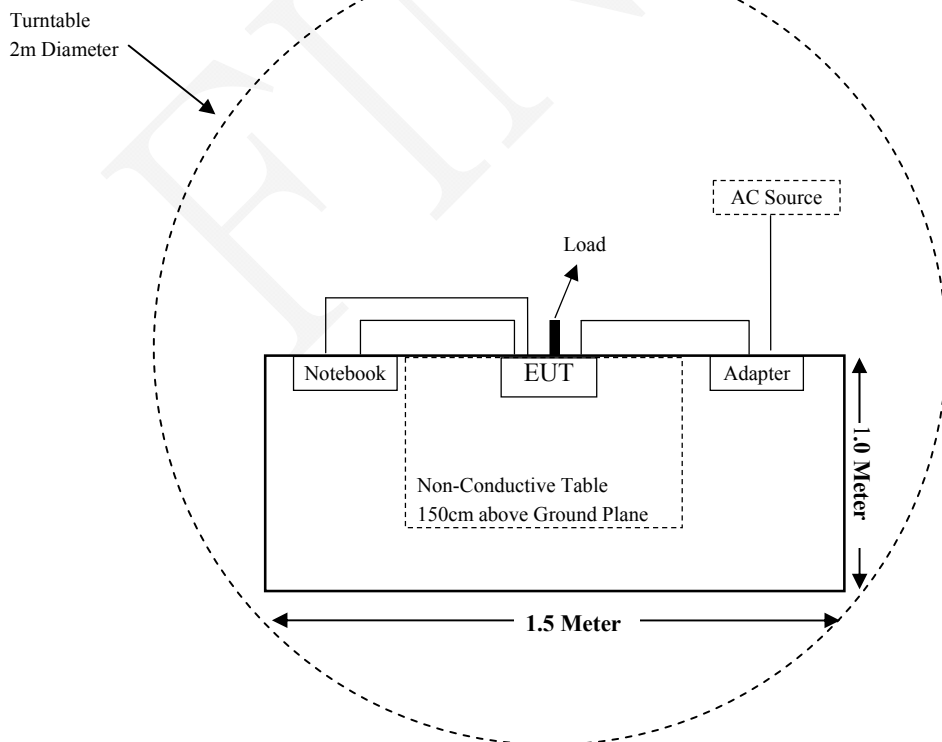 Turntable
2m Diameter
AC Source
Load
Notebook
EUT
Adapter
1.0 Meter
Non-Conductive Table
150cm above Ground Plane
1.5 Meter